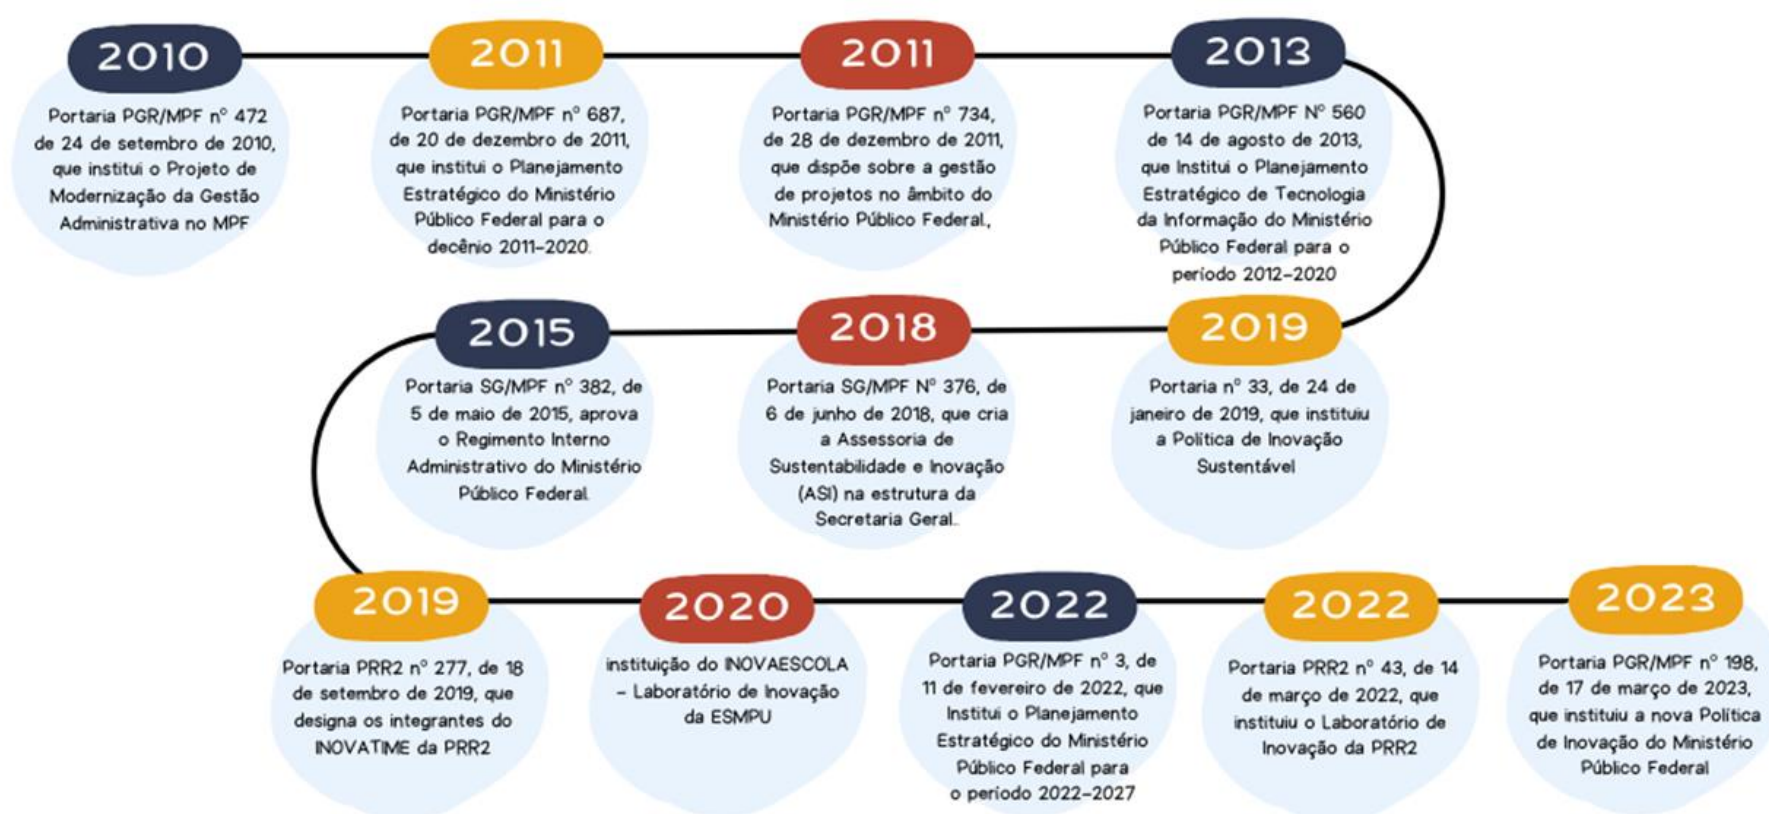 2010
Portaria PGR/MPF nº 472
de 24 de setembro de 2010,
que institui o Projeto de
Modernização da Gestão
Administrativa no MPF
2011
Portaria PGR/MPF nº 687,
de 20 de dezembro de 2011,
que institui o Planejamento
Estratégico do Ministério
Público Federal para o
decênio 2011-2020.
2011
Portaria PGR/MPF nº 734,
de 28 de dezembro de 2011,
que dispõe sobre a gestão
de projetos no âmbito do
Ministério Público Federal.,
2013
Portaria PGR/MPF Nº 560
de 14 de agosto de 2013,
que Institui o Planejamento
Estratégico de Tecnologia
da Informação do Ministério
Público Federal para o
período 2012-2020
2015
Portaria SG/MPF nº 382, de
5 de maio de 2015, aprova
o Regimento Interno
Administrativo do Ministério
Público Federal.
2018
Portaria SG/MPF Nº 376, de
6 de junho de 2018, que cria
a Assessoria de
Sustentabilidade e Inovação
(ASI) na estrutura da
Secretaria Geral..
2019
Portaria nº 33, de 24 de
janeiro de 2019, que instituiu
a Política de Inovação
Sustentável
2019
Portaria PRR2 nº 277, de 18
de setembro de 2019, que
designa os integrantes do
INOVATIME da PRR2
2020
instituição do INOVAESCOLA
– Laboratório de Inovação
da ESMPU
2022
Portaria PGR/MPF nº 3, de
11 de fevereiro de 2022, que
Institui o Planejamento
Estratégico do Ministério
Público Federal para
o período 2022-2027
2022
Portaria PRR2 nº 43, de 14
de março de 2022, que
instituiu o Laboratório de
Inovação da PRR2
2023
Portaria PGR/MPF nº 198,
de 17 de março de 2023,
que instituiu a nova Política
de Inovação do Ministério
Público Federal